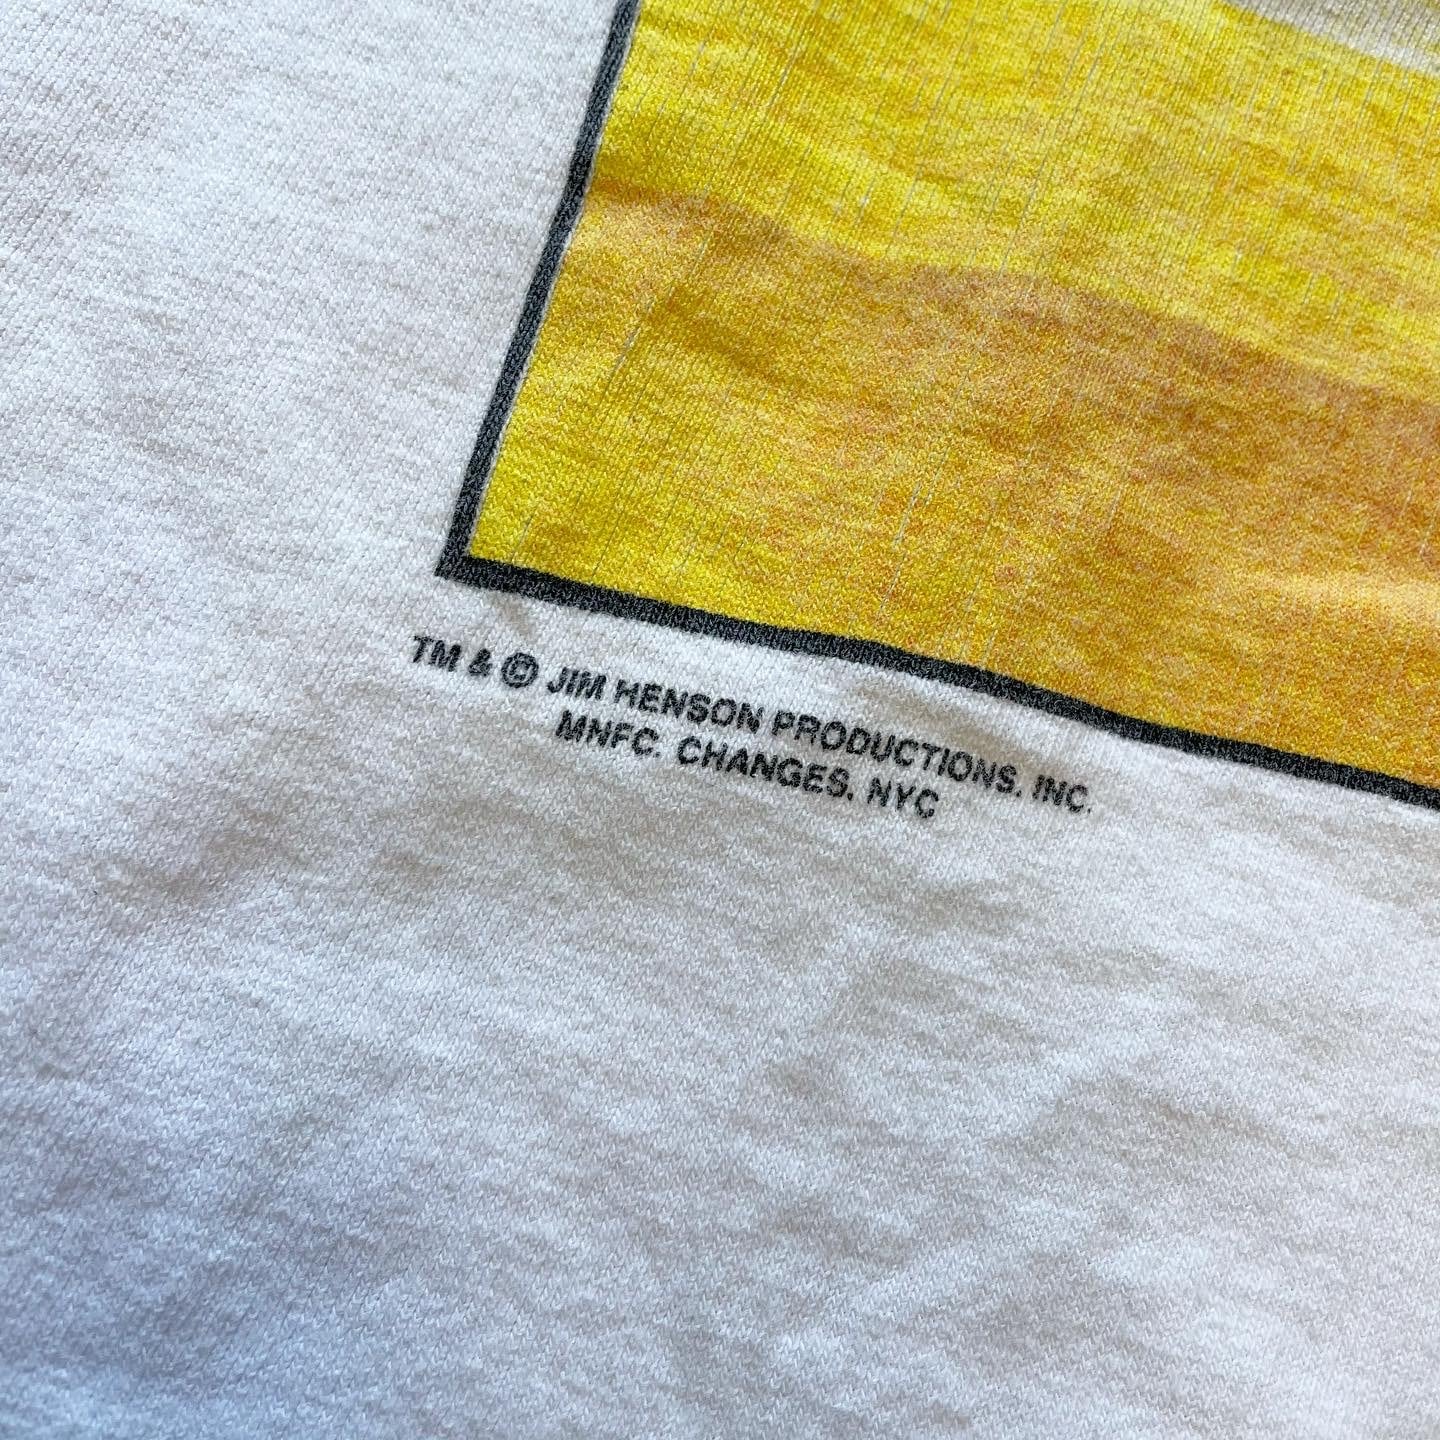 TM & © JIM HENSON PRODUCTIONS, INC.
MNFC. CHANGES, NYC